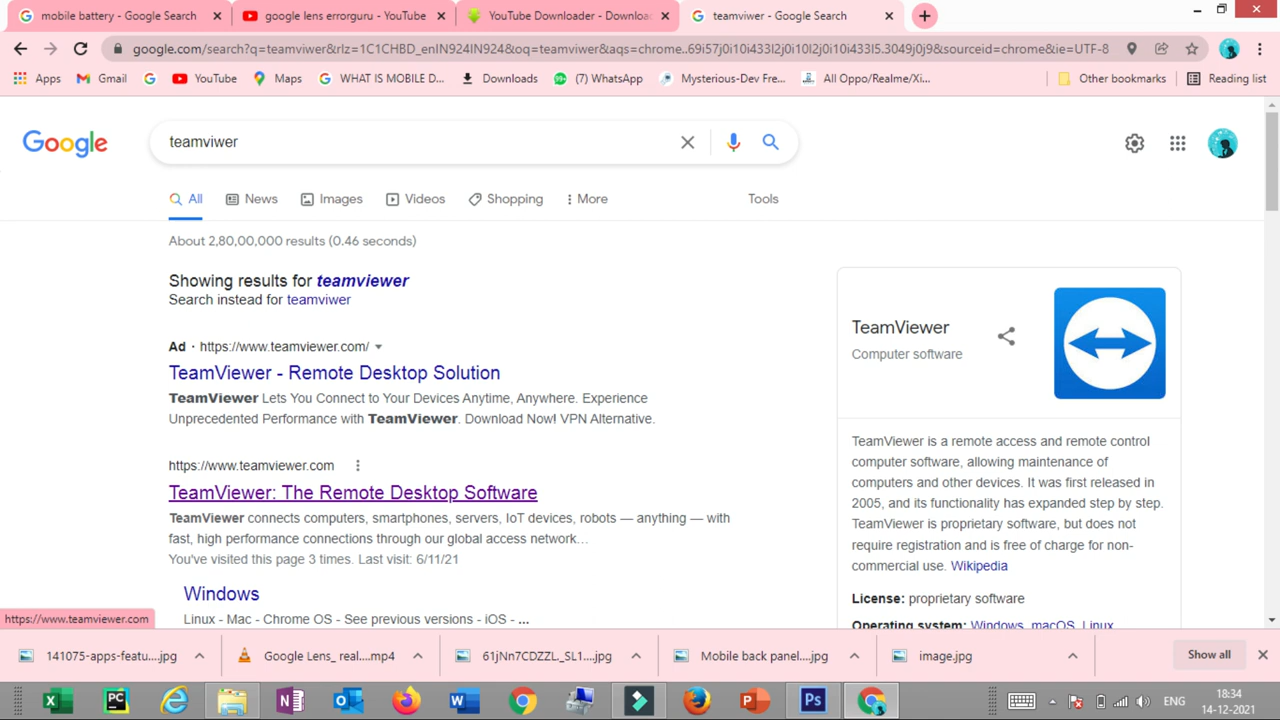 mobile battery - Google Search
google lens errorguru - YouTube
YouTube Downloader - Downloa
teamviwer - Google Search
google.com/search?q=teamviwer&rlz=1C1CHBD_enIN924IN924&oq=teamviwer&aqs=chrome..69i57j0i10i433l2j0i10l2j0i10i433l5.3049j0j9&sourceid=chrome&ie=UTF-8
Apps
Gmail
YouTube
Maps
WHAT IS MOBILE D...
Downloads
(7) WhatsApp
Mysterious-Dev Fre...
All Oppo/Realme/Xi...
Other bookmarks
Reading list
Google
teamviwer
All
News
Images
Videos
Shopping
More
Tools
About 2,80,00,000 results (0.46 seconds)
Showing results for teamviewer
Search instead for teamviwer
Ad · https://www.teamviewer.com/
TeamViewer - Remote Desktop Solution
TeamViewer Lets You Connect to Your Devices Anytime, Anywhere. Experience
Unprecedented Performance with TeamViewer. Download Now! VPN Alternative.
https://www.teamviewer.com
TeamViewer: The Remote Desktop Software
TeamViewer connects computers, smartphones, servers, IoT devices, robots — anything — with
fast, high performance connections through our global access network...
You've visited this page 3 times. Last visit: 6/11/21
Windows
Linux - Mac - Chrome OS - See previous versions - iOS - ...
TeamViewer
Computer software
TeamViewer is a remote access and remote control
computer software, allowing maintenance of
computers and other devices. It was first released in
2005, and its functionality has expanded step by step.
TeamViewer is proprietary software, but does not
require registration and is free of charge for non-
commercial use. Wikipedia
License: proprietary software
Operating system: Windows, macOS, Linux
https://www.teamviewer.com
141075-apps-featu....jpg
Google Lens_ real....mp4
61jNn7CDZZL._SL1....jpg
Mobile back panel....jpg
image.jpg
Show all
ENG
18:34
14-12-2021